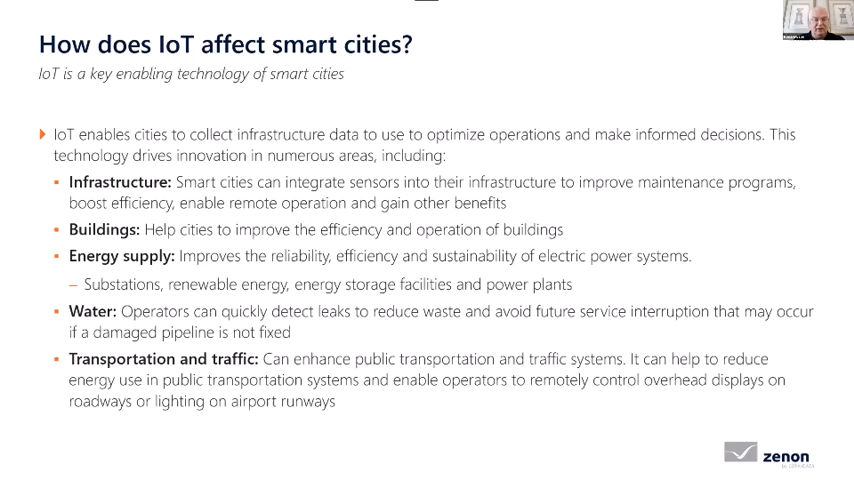 How does IoT affect smart cities?
IoT is a key enabling technology of smart cities
IoT enables cities to collect infrastructure data to use to optimize operations and make informed decisions. This
technology drives innovation in numerous areas, including:
Infrastructure: Smart cities can integrate sensors into their infrastructure to improve maintenance programs,
boost efficiency, enable remote operation and gain other benefits
Buildings: Help cities to improve the efficiency and operation of buildings
Energy supply: Improves the reliability, efficiency and sustainability of electric power systems.
– Substations, renewable energy, energy storage facilities and power plants
Water: Operators can quickly detect leaks to reduce waste and avoid future service interruption that may occur
if a damaged pipeline is not fixed
Transportation and traffic: Can enhance public transportation and traffic systems. It can help to reduce
energy use in public transportation systems and enable operators to remotely control overhead displays on
roadways or lighting on airport runways
zenon